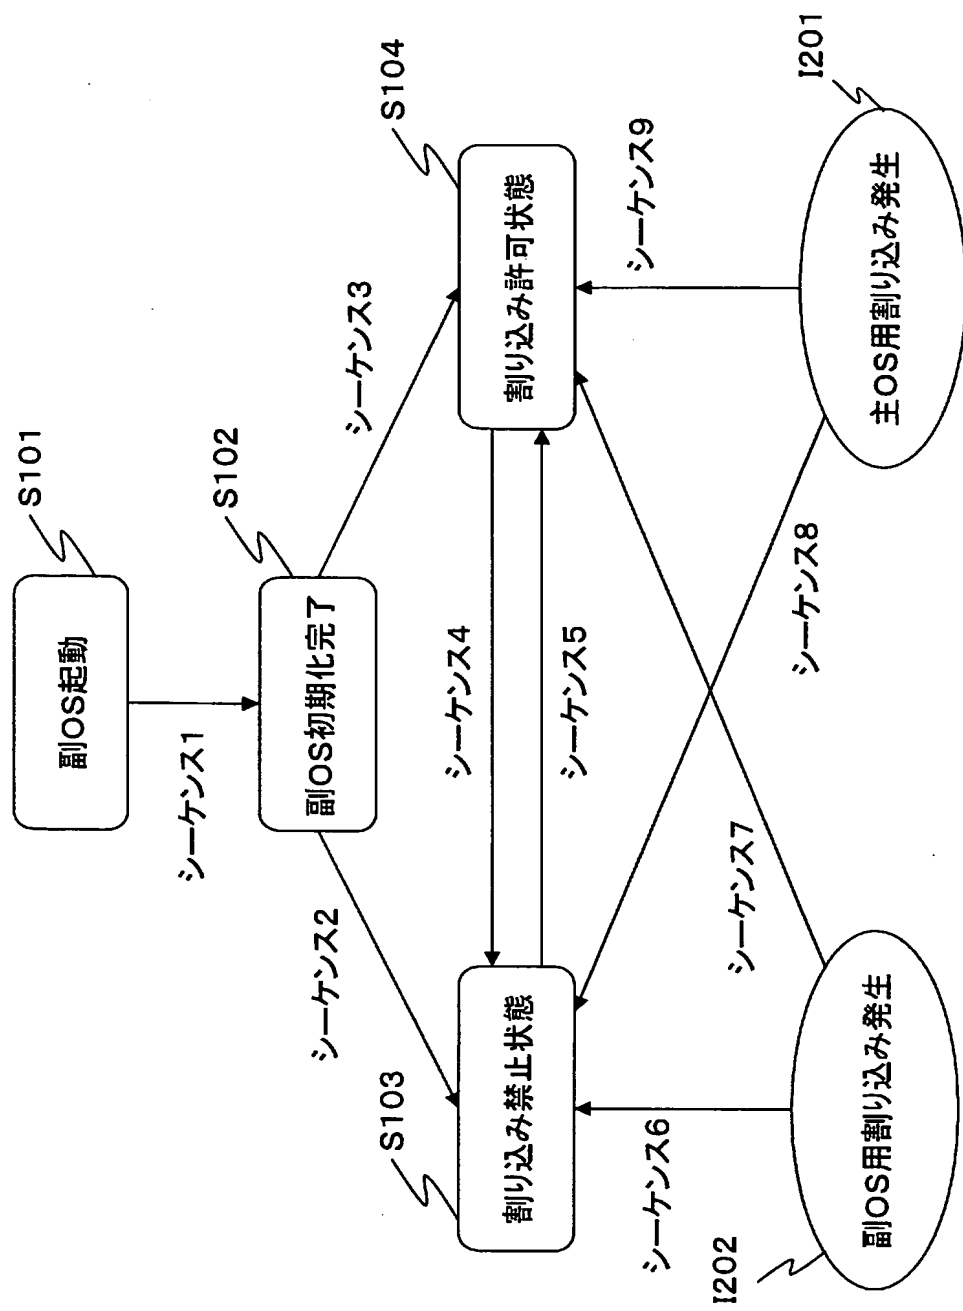 副OS起動
S101
シーケンス1
副OS初期化完了
S102
シーケンス2
シーケンス3
S103
割り込み禁止状態
S104
割り込み許可状態
シーケンス4
シーケンス5
シーケンス6
シーケンス7
シーケンス8
シーケンス9
I202
副OS用割り込み発生
主OS用割り込み発生
I201